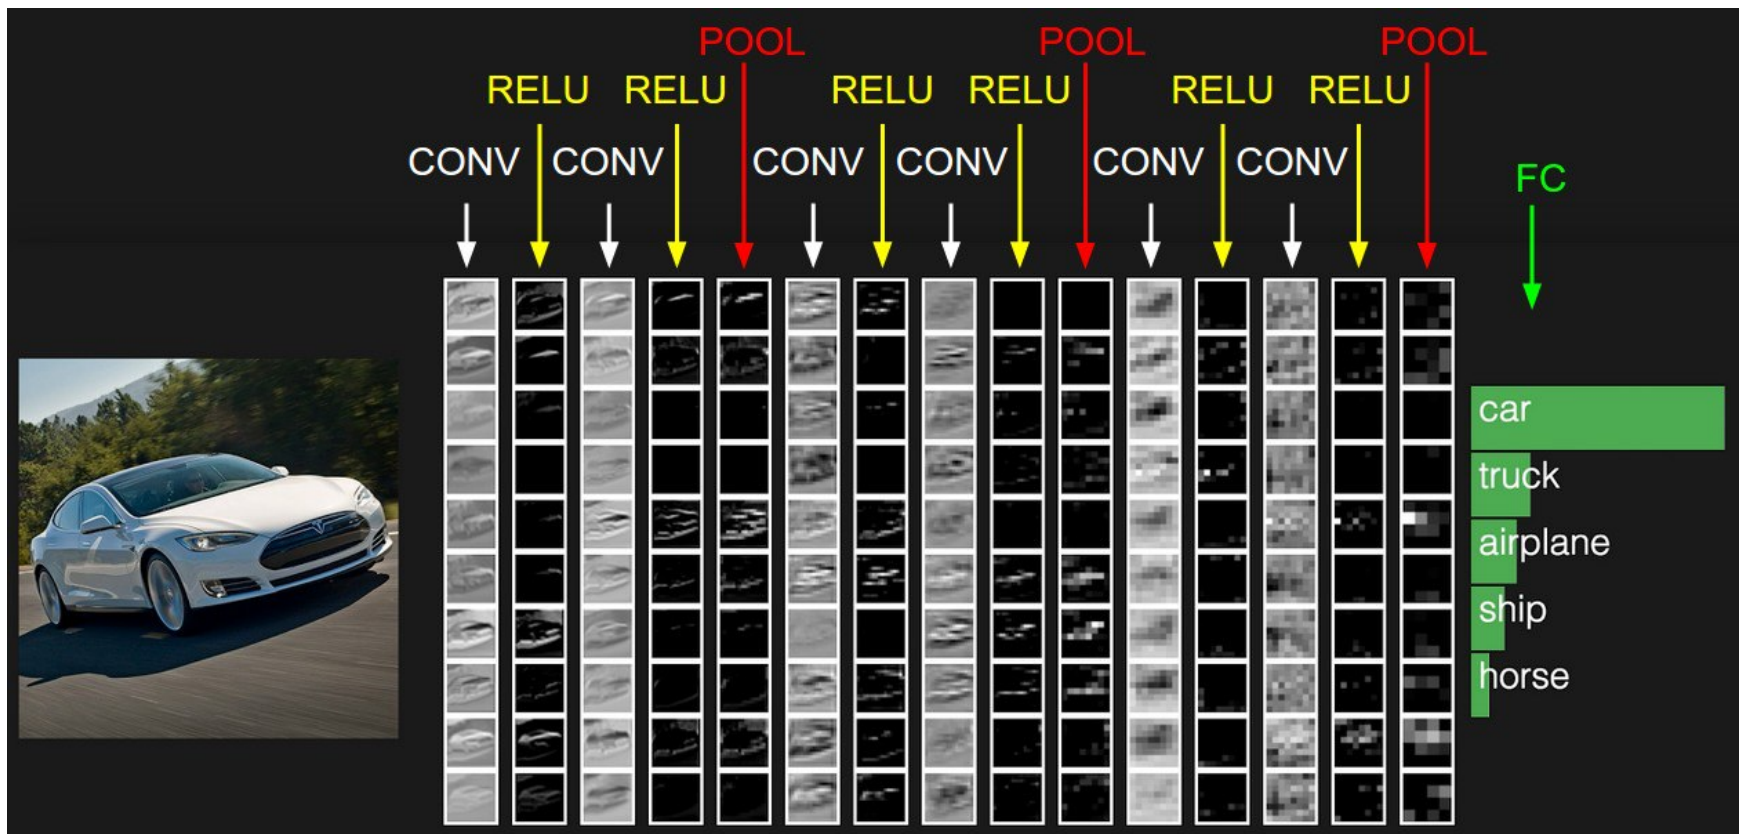 POOL POOL POOL
RELU RELU RELU RELU RELU RELU
CONV CONV CONV CONV CONV CONV
FC
car
truck
airplane
ship
horse